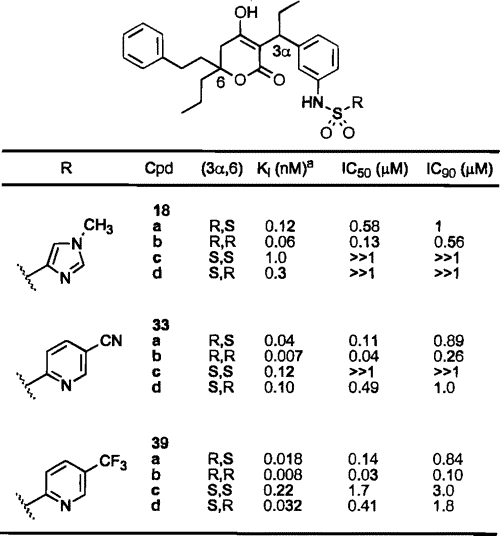 OH
3α
6
O
O
HN
R
S
O
O
R Cpd (3α,6) K_I (nM)^a IC_50 (μM) IC_90 (μM)
18
a R,S 0.12 0.58 1
b R,R 0.06 0.13 0.56
c S,S 1.0 >>1 >>1
d S,R 0.3 >>1 >>1
N CH_3
N
33
a R,S 0.04 0.11 0.89
b R,R 0.007 0.04 0.26
c S,S 0.12 >>1 >>1
d S,R 0.10 0.49 1.0
CN
N
39
a R,S 0.018 0.14 0.84
b R,R 0.008 0.03 0.10
c S,S 0.22 1.7 3.0
d S,R 0.032 0.41 1.8
CF_3
N